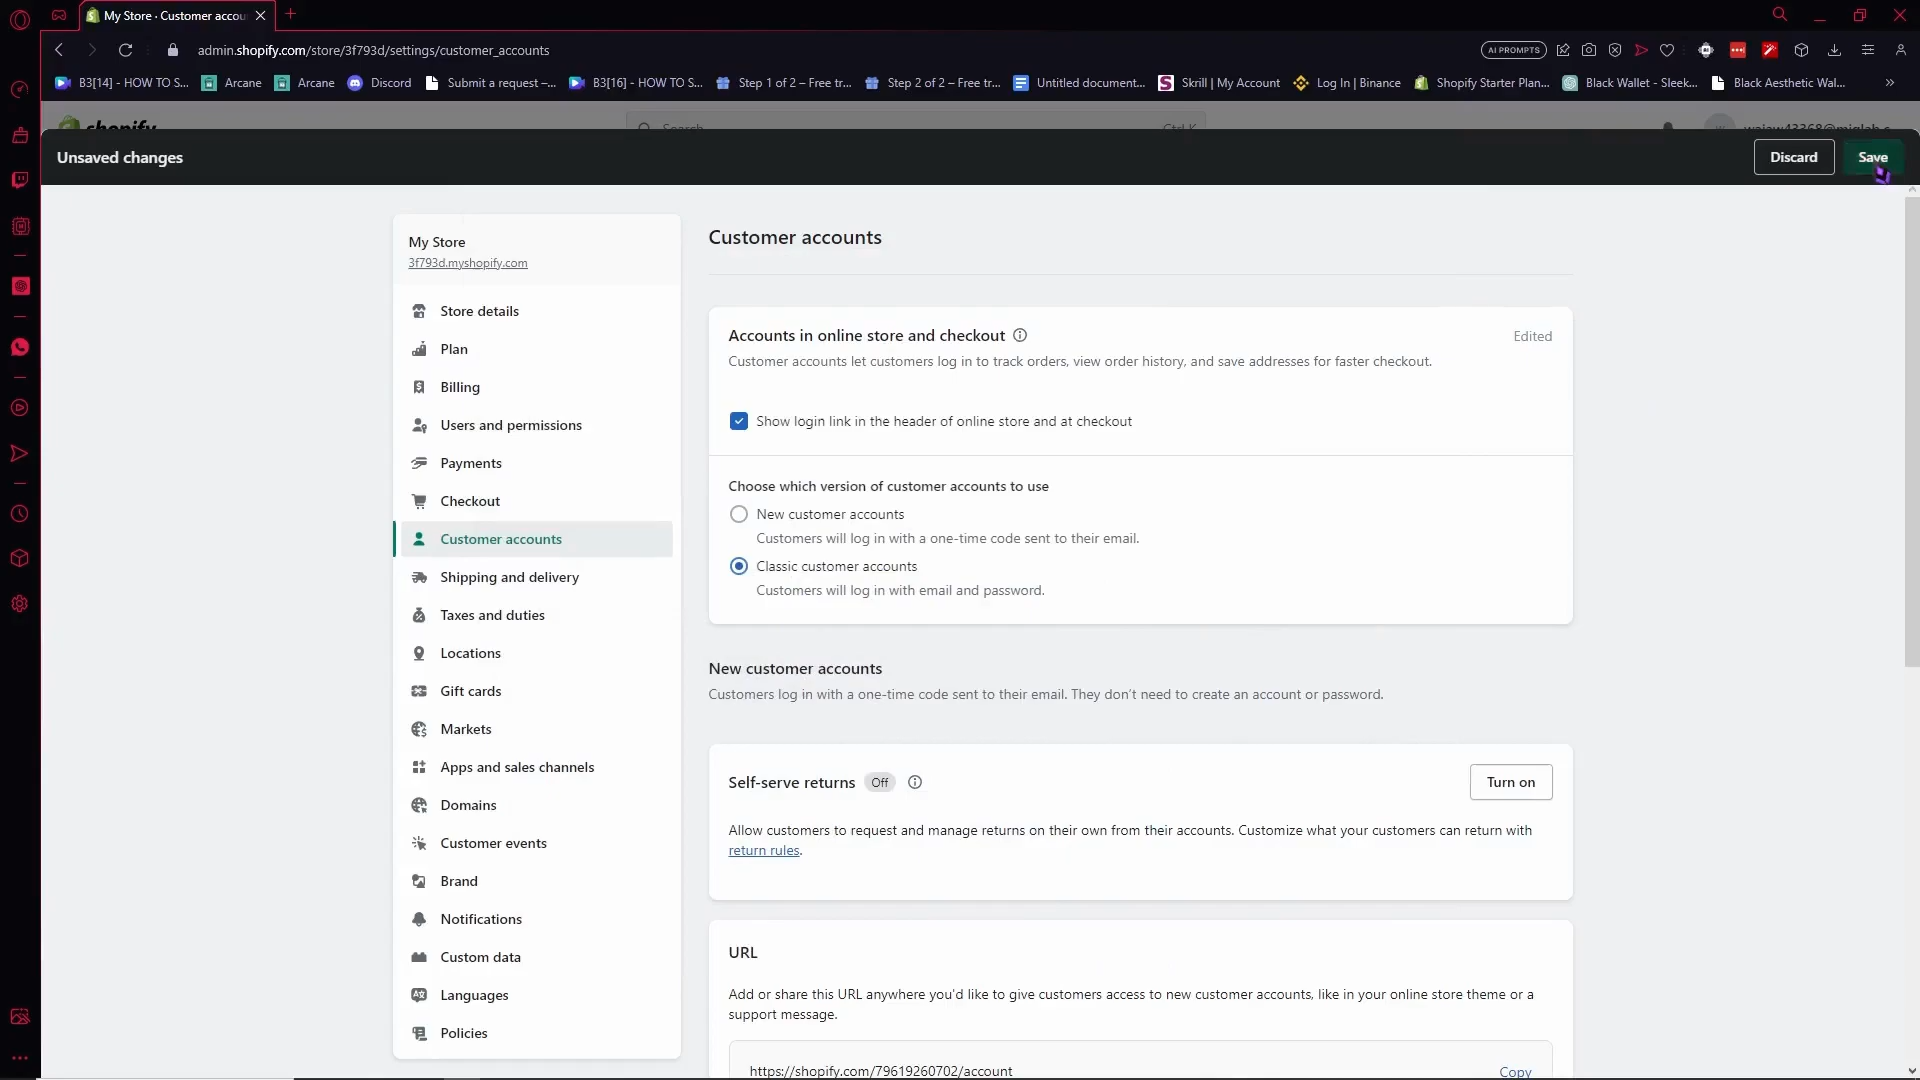 My Store · Customer accou
admin.shopify.com/store/3f793d/settings/customer_accounts
AI PROMPTS
B3[14] - HOW TO S...
Arcane
Arcane
Discord
Submit a request –...
B3[16] - HOW TO S...
Step 1 of 2 – Free tr...
Step 2 of 2 – Free tr...
Untitled document...
Skrill | My Account
Log In | Binance
Shopify Starter Plan...
Black Wallet - Sleek...
Black Aesthetic Wal...
shopify
Search
Ctrl K
Unsaved changes
Discard
Save
My Store
3f793d.myshopify.com
Store details
Plan
Billing
Users and permissions
Payments
Checkout
Customer accounts
Shipping and delivery
Taxes and duties
Locations
Gift cards
Markets
Apps and sales channels
Domains
Customer events
Brand
Notifications
Custom data
Languages
Policies
Customer accounts
Accounts in online store and checkout
Edited
Customer accounts let customers log in to track orders, view order history, and save addresses for faster checkout.
Show login link in the header of online store and at checkout
Choose which version of customer accounts to use
New customer accounts
Customers will log in with a one-time code sent to their email.
Classic customer accounts
Customers will log in with email and password.
New customer accounts
Customers log in with a one-time code sent to their email. They don't need to create an account or password.
Self-serve returns
Off
Turn on
Allow customers to request and manage returns on their own from their accounts. Customize what your customers can return with
return rules.
URL
Add or share this URL anywhere you'd like to give customers access to new customer accounts, like in your online store theme or a
support message.
https://shopify.com/79619260702/account
Copy